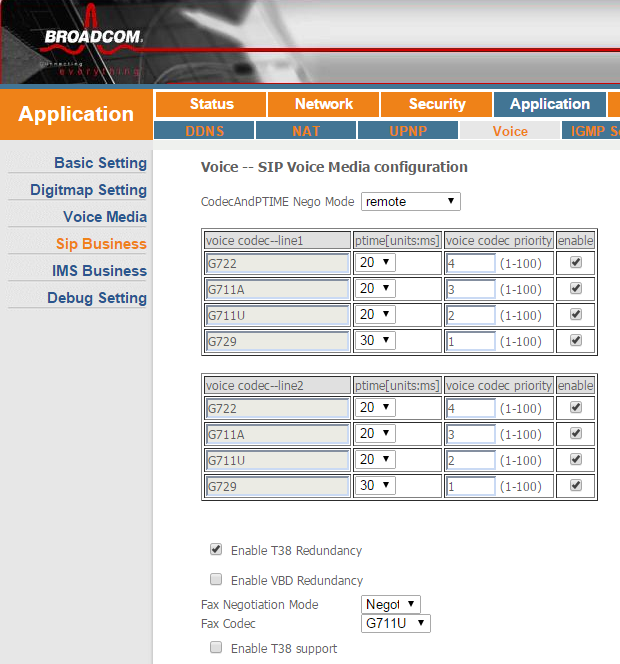 BROADCOM.
Connecting
everything
Application
Status Network Security Application
DDNS NAT UPNP Voice IGMP S
Basic Setting
Digitmap Setting
Voice Media
Sip Business
IMS Business
Debug Setting
Voice -- SIP Voice Media configuration
CodecAndPTIME Nego Mode remote
voice codec--line1 ptime[units:ms] voice codec priority enable
G722 20 4 (1-100)
G711A 20 3 (1-100)
G711U 20 2 (1-100)
G729 30 1 (1-100)
voice codec--line2 ptime[units:ms] voice codec priority enable
G722 20 4 (1-100)
G711A 20 3 (1-100)
G711U 20 2 (1-100)
G729 30 1 (1-100)
Enable T38 Redundancy
Enable VBD Redundancy
Fax Negotiation Mode Negot
Fax Codec G711U
Enable T38 support